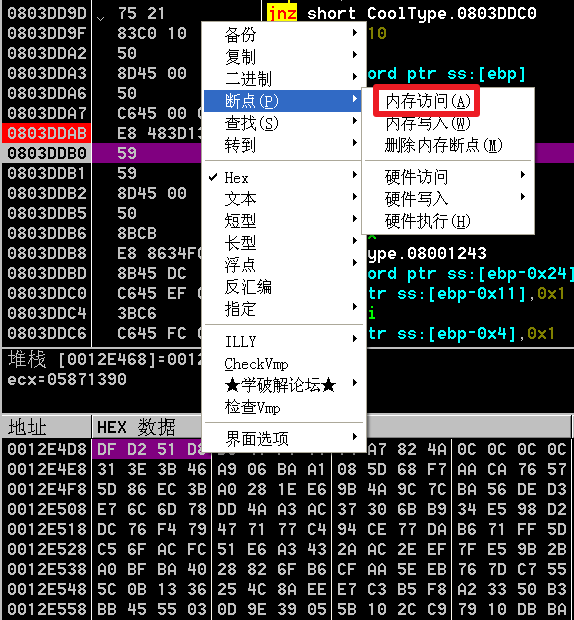 0803DD9D 75 21 jnz short CoolType.0803DDC0
0803DD9F 83C0 10 10
0803DDA2 50
0803DDA3 8D45 00 ord ptr ss:[ebp]
0803DDA6 50
0803DDA7 C645 00 0
0803DDAB E8 483D13
0803DDB0 59
0803DDB1 59
0803DDB2 8D45 00
0803DDB5 50
0803DDB6 8BCB
0803DDB8 E8 8634FC ype.08001243
0803DDBD 8B45 DC ord ptr ss:[ebp-0x24]
0803DDC0 C645 EF 0 tr ss:[ebp-0x11],0x1
0803DDC4 3BC6 i
0803DDC6 C645 FC 0 tr ss:[ebp-0x4],0x1
堆栈 [0012E468]=0012
ecx=05871390
备份
复制
二进制
断点(P)
查找(S)
转到
Hex
文本
短型
长型
浮点
反汇编
指定
ILLY
CheckVmp
★学破解论坛★
检查Vmp
界面选项
内存访问(A)
内存写入(W)
删除内存断点(M)
硬件访问
硬件写入
硬件执行(H)
地址 HEX 数据
0012E4D8 DF D2 51 D8 A7 82 4A 0C 0C 0C 0C
0012E4E8 31 3E 3B 46 A9 06 BA A1 08 5D 68 F7 AA CA 76 57
0012E4F8 5D 86 EC 3B A0 28 1E E6 9B 4A 9C 7C BA 56 DE D3
0012E508 E7 6C 6D 78 DD 4A A3 AC 37 30 6B B9 34 E5 98 D2
0012E518 DC 76 F4 79 47 71 77 C4 94 CE 77 DA B6 71 FF 5D
0012E528 C5 6F AC FC 51 E6 A3 43 2A AC 2E EF 7F E5 9B 2B
0012E538 A0 BF BA 40 28 82 6F B6 CF AA 5E EB 76 7D C7 55
0012E548 5C 0B 13 36 25 4C 8A EE E7 C3 B5 F8 A2 33 50 B3
0012E558 BB 45 55 03 0D 9E 39 05 5B 10 2C C9 79 10 DB BA